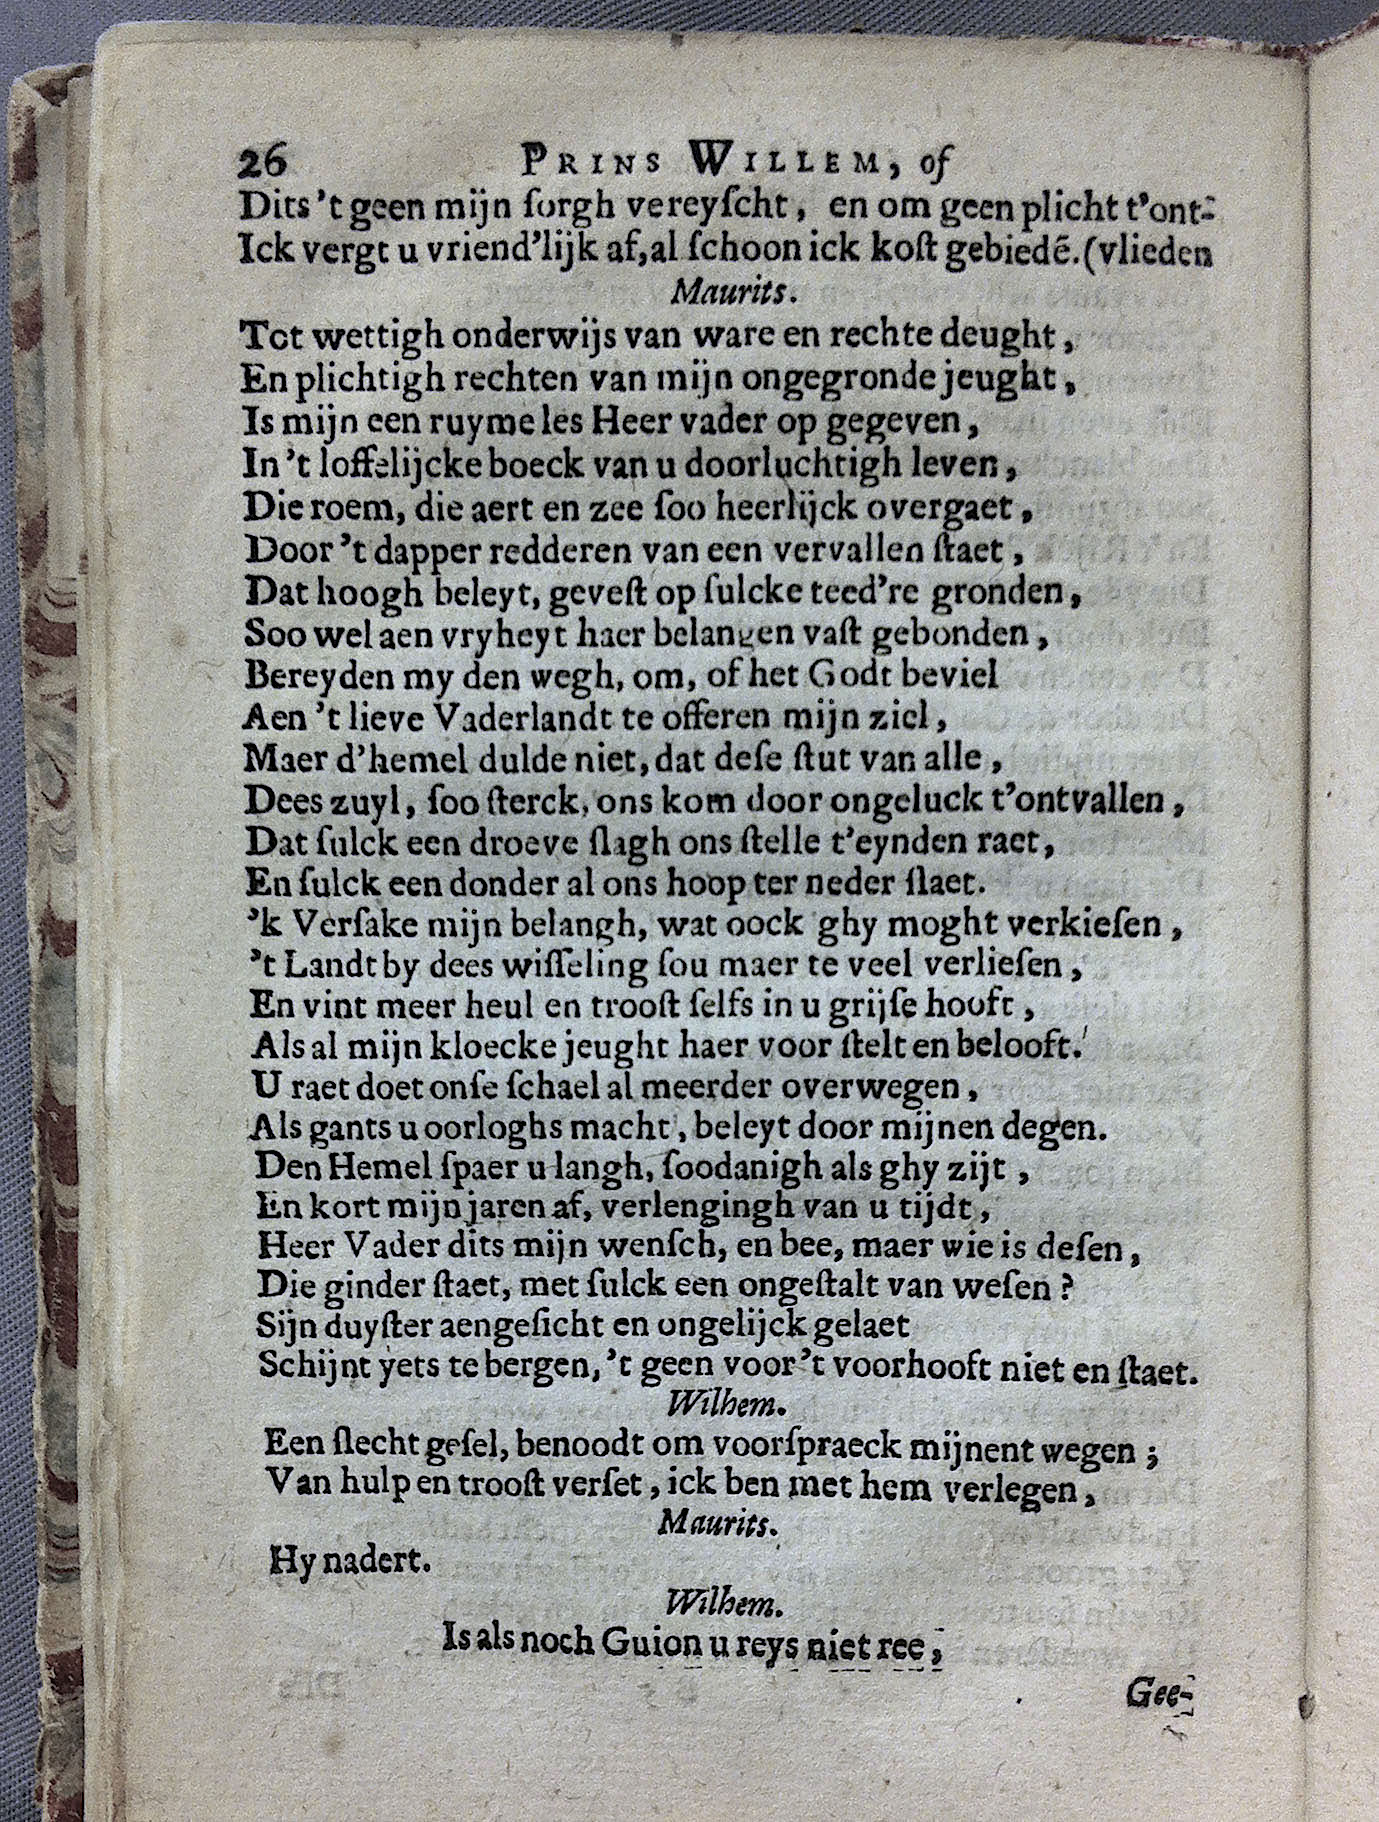 26 PRINS WILLEM, of
Dits 't geen mijn ſorgh vereyſcht, en om geen plicht t'ont-
Ick vergt u vriend'lijk af, al ſchoon ick koſt gebiedẽ. (vlieden
Maurits.
Tot wettigh onderwijs van ware en rechte deught,
En plichtigh rechten van mijn ongegronde jeught,
Is mijn een ruyme les Heer vader op gegeven,
In 't loffelijcke boeck van u doorluchtigh leven,
Die roem, die aert en zee ſoo heerlijck overgaet,
Door 't dapper redderen van een vervallen ſtaet,
Dat hoogh beleyt, geveſt op ſulcke teed're gronden,
Soo wel aen vryheyt haer belangen vaſt gebonden,
Bereyden my den wegh, om, of het Godt beviel
Aen 't lieve Vaderlandt te offeren mijn ziel,
Maer d'hemel dulde niet, dat deſe ſtut van alle,
Dees zuyl, ſoo ſterck, ons kom door ongeluck t'ontvallen,
Dat ſulck een droeve ſlagh ons ſtelle t'eynden raet,
En ſulck een donder al ons hoop ter neder ſlaet.
'k Verſake mijn belangh, wat oock ghy moght verkieſen,
't Landt by dees wiſſeling ſou maer te veel verlieſen,
En vint meer heul en trooſt ſelfs in u grijſe hooft,
Als al mijn kloecke jeught haer voor ſtelt en belooft.
U raet doet onſe ſchael al meerder overwegen,
Als gants u oorloghs macht, beleyt door mijnen degen.
Den Hemel ſpaer u langh, ſoodanigh als ghy zijt,
En kort mijn jaren af, verlengingh van u tijdt,
Heer Vader dits mijn wenſch, en bee, maer wie is deſen,
Die ginder ſtaet, met ſulck een ongeſtalt van weſen?
Sijn duyſter aengeſicht en ongelijck gelaet
Schijnt yets te bergen, 't geen voor 't voorhooft niet en ſtaet.
Wilhem.
Een ſlecht geſel, benoodt om voorſpraeck mijnent wegen;
Van hulp en trooſt verſet, ick ben met hem verlegen,
Maurits.
Hy nadert.
Wilhem.
Is als noch Guion u reys niet ree,
Gee-